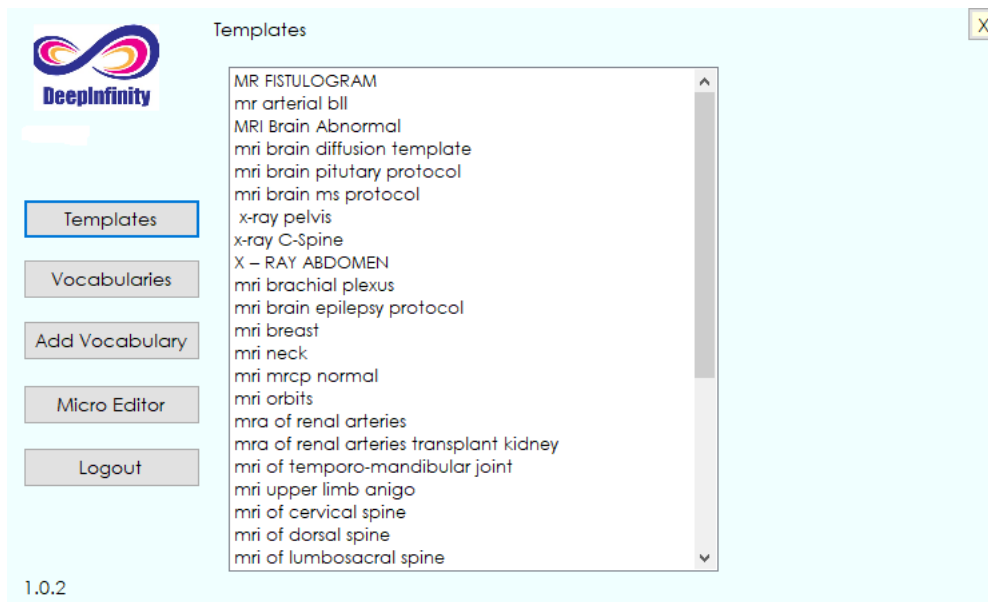 Templates
X
DeepInfinity
MR FISTULOGRAM
mr arterial bll
MRI Brain Abnormal
mri brain diffusion template
mri brain pitutary protocol
mri brain ms protocol
x-ray pelvis
x-ray C-Spine
X – RAY ABDOMEN
mri brachial plexus
mri brain epilepsy protocol
mri breast
mri neck
mri mrcp normal
mri orbits
mra of renal arteries
mra of renal arteries transplant kidney
mri of temporo-mandibular joint
mri upper limb anigo
mri of cervical spine
mri of dorsal spine
mri of lumbosacral spine
Templates
Vocabularies
Add Vocabulary
Micro Editor
Logout
1.0.2